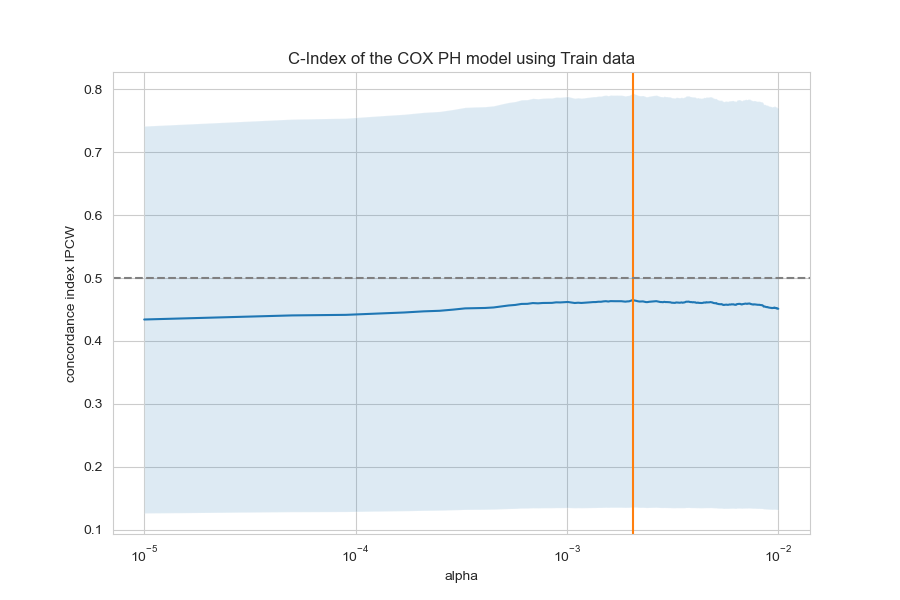 C-Index of the COX PH model using Train data
concordance index IPCW
0.8
0.7
0.6
0.5
0.4
0.3
0.2
0.1
10⁻⁵ 10⁻⁴ 10⁻³ 10⁻²
alpha